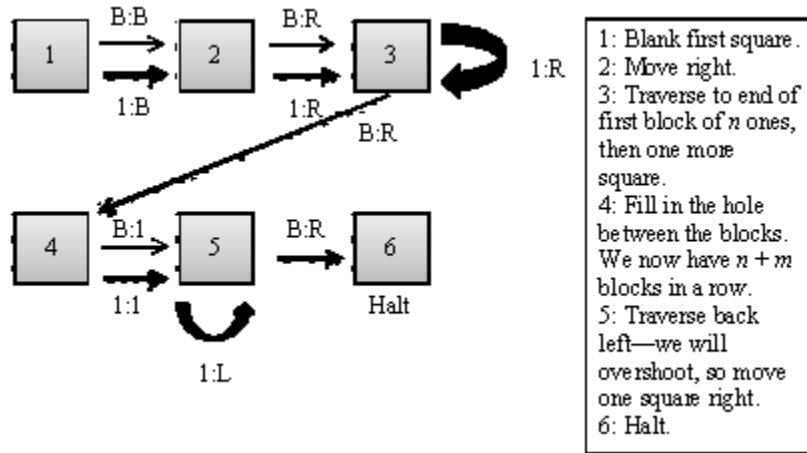 B:B B:R
1 2 3 1:R
1:B 1:R
B:R
4 B:1 5 B:R 6
1:1 Halt
1:L
1: Blank first square.
2: Move right.
3: Traverse to end of
first block of n ones,
then one more
square.
4: Fill in the hole
between the blocks.
We now have n + m
blocks in a row.
5: Traverse back
left—we will
overshoot, so move
one square right.
6: Halt.